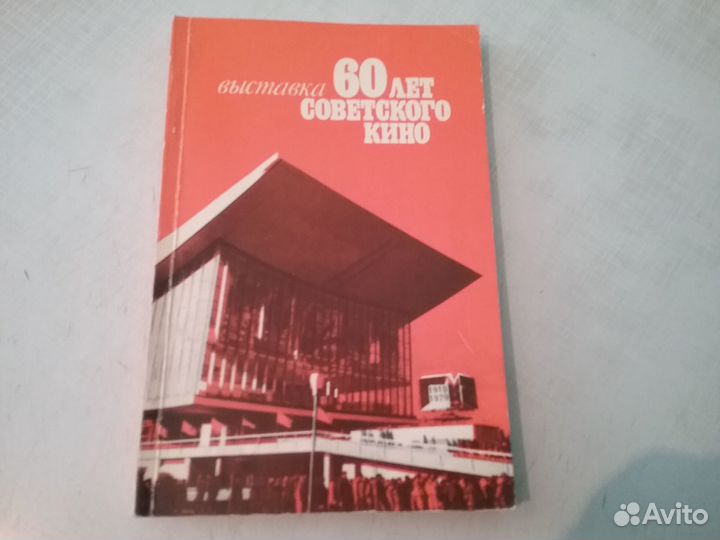 выставка 60 ЛЕТ
СОВЕТСКОГО
КИНО
1919
1979
Avito